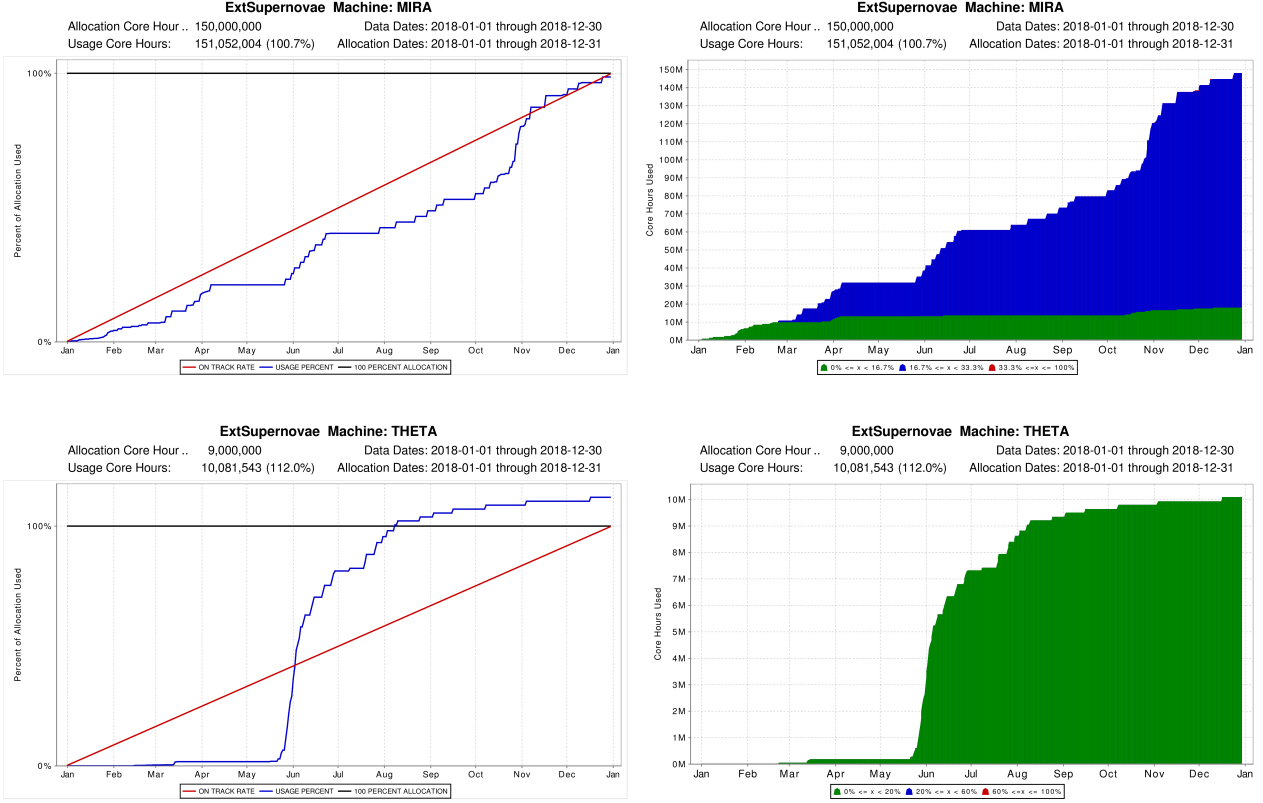 ExtSupernovae Machine: MIRA
Allocation Core Hour .. 150,000,000 Data Dates: 2018-01-01 through 2018-12-30
Usage Core Hours: 151,052,004 (100.7%) Allocation Dates: 2018-01-01 through 2018-12-31
100%
Percent of Allocation Used
0%
Jan Feb Mar Apr May Jun Jul Aug Sep Oct Nov Dec Jan
ON TRACK RATE USAGE PERCENT 100 PERCENT ALLOCATION
ExtSupernovae Machine: MIRA
Allocation Core Hour .. 150,000,000 Data Dates: 2018-01-01 through 2018-12-30
Usage Core Hours: 151,052,004 (100.7%) Allocation Dates: 2018-01-01 through 2018-12-31
150M
140M
130M
120M
110M
100M
90M
80M
70M
60M
50M
40M
30M
20M
10M
0M
Core Hours Used
Jan Feb Mar Apr May Jun Jul Aug Sep Oct Nov Dec Jan
0% <= x < 16.7% 16.7% <= x < 33.3% 33.3% <=x <= 100%
ExtSupernovae Machine: THETA
Allocation Core Hour .. 9,000,000 Data Dates: 2018-01-01 through 2018-12-30
Usage Core Hours: 10,081,543 (112.0%) Allocation Dates: 2018-01-01 through 2018-12-31
100%
Percent of Allocation Used
0%
Jan Feb Mar Apr May Jun Jul Aug Sep Oct Nov Dec Jan
ON TRACK RATE USAGE PERCENT 100 PERCENT ALLOCATION
ExtSupernovae Machine: THETA
Allocation Core Hour .. 9,000,000 Data Dates: 2018-01-01 through 2018-12-30
Usage Core Hours: 10,081,543 (112.0%) Allocation Dates: 2018-01-01 through 2018-12-31
10M
9M
8M
7M
6M
5M
4M
3M
2M
1M
0M
Core Hours Used
Jan Feb Mar Apr May Jun Jul Aug Sep Oct Nov Dec Jan
0% <= x < 20% 20% <= x < 60% 60% <=x <= 100%